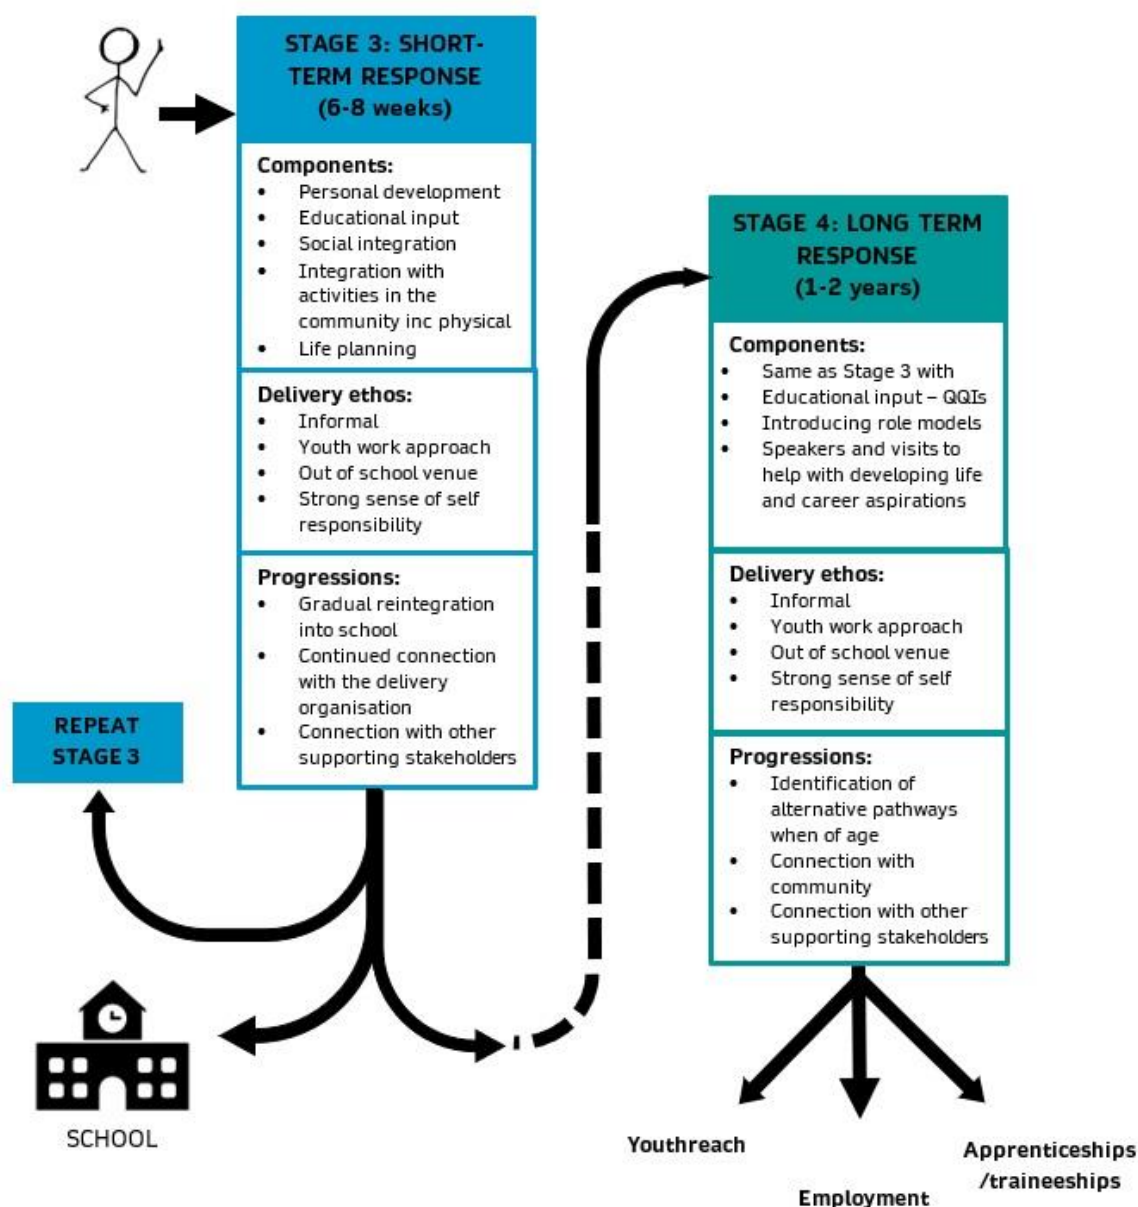 STAGE 3: SHORT-
TERM RESPONSE
(6-8 weeks)
Components:
• Personal development
• Educational input
• Social integration
• Integration with
activities in the
community inc physical
• Life planning
Delivery ethos:
• Informal
• Youth work approach
• Out of school venue
• Strong sense of self
responsibility
Progressions:
• Gradual reintegration
into school
• Continued connection
with the delivery
organisation
• Connection with other
supporting stakeholders
REPEAT
STAGE 3
SCHOOL
STAGE 4: LONG TERM
RESPONSE
(1-2 years)
Components:
• Same as Stage 3 with
• Educational input – QQIs
• Introducing role models
• Speakers and visits to
help with developing life
and career aspirations
Delivery ethos:
• Informal
• Youth work approach
• Out of school venue
• Strong sense of self
responsibility
Progressions:
• Identification of
alternative pathways
when of age
• Connection with
community
• Connection with other
supporting stakeholders
Youthreach
Employment
Apprenticeships
/traineeships